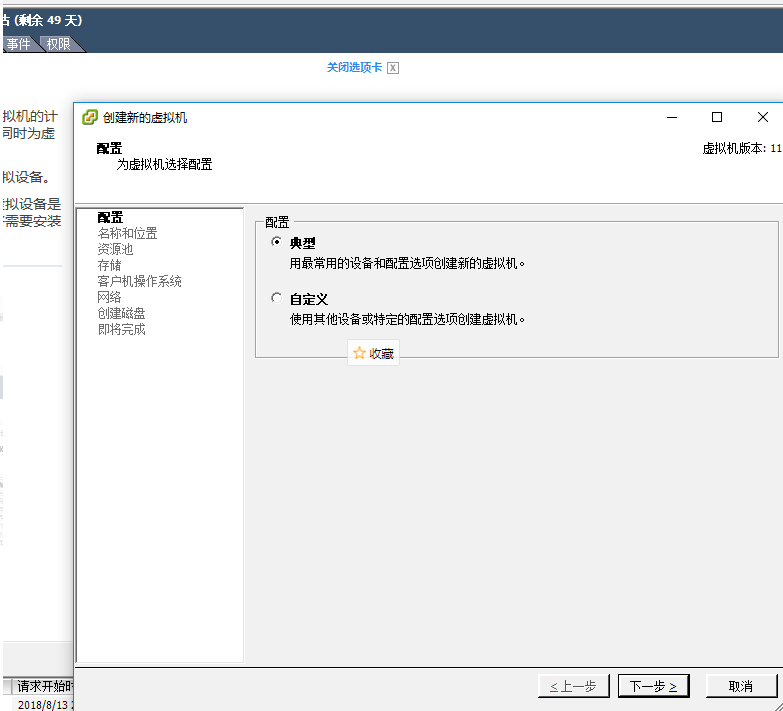 (剩余 49 天)
事件 权限
关闭选项卡 X
拟机的计
同时为虚
拟设备。
拟设备是
需要安装
创建新的虚拟机
配置
为虚拟机选择配置
虚拟机版本: 11
配置
名称和位置
资源池
存储
客户机操作系统
网络
创建磁盘
即将完成
配置
典型
用最常用的设备和配置选项创建新的虚拟机。
自定义
使用其他设备或特定的配置选项创建虚拟机。
收藏
< 上一步
下一步 >
取消
请求开始时
2018/8/13